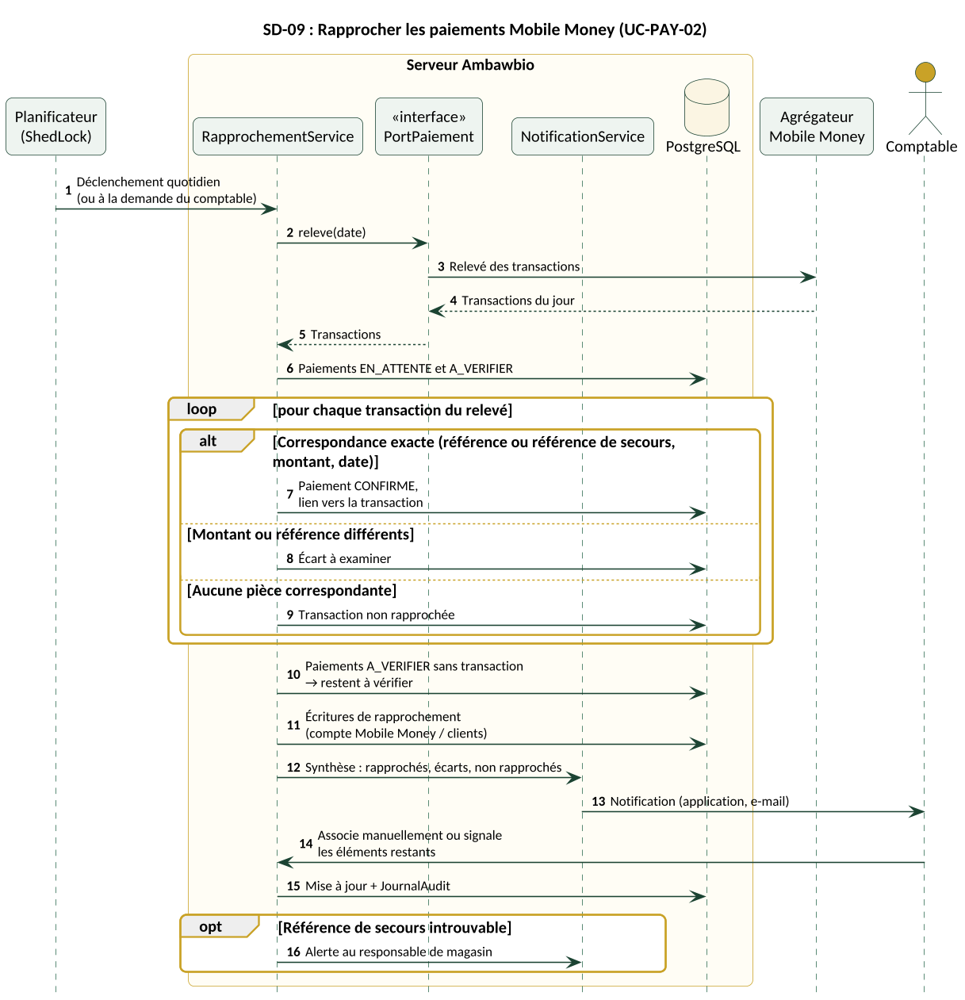 SD-09 : Rapprocher les paiements Mobile Money (UC-PAY-02)
Serveur Ambawbio
Planificateur
(ShedLock)
RapprochementService
«interface»
PortPaiement
NotificationService
PostgreSQL
Agrégateur
Mobile Money
Comptable
1 Déclenchement quotidien
(ou à la demande du comptable)
2 releve(date)
3 Relevé des transactions
4 Transactions du jour
5 Transactions
6 Paiements EN_ATTENTE et A_VERIFIER
loop [pour chaque transaction du relevé]
alt [Correspondance exacte (référence ou référence de secours,
montant, date)]
7 Paiement CONFIRME,
lien vers la transaction
[Montant ou référence différents]
8 Écart à examiner
[Aucune pièce correspondante]
9 Transaction non rapprochée
10 Paiements A_VERIFIER sans transaction
→ restent à vérifier
11 Écritures de rapprochement
(compte Mobile Money / clients)
12 Synthèse : rapprochés, écarts, non rapprochés
13 Notification (application, e-mail)
14 Associe manuellement ou signale
les éléments restants
15 Mise à jour + JournalAudit
opt [Référence de secours introuvable]
16 Alerte au responsable de magasin